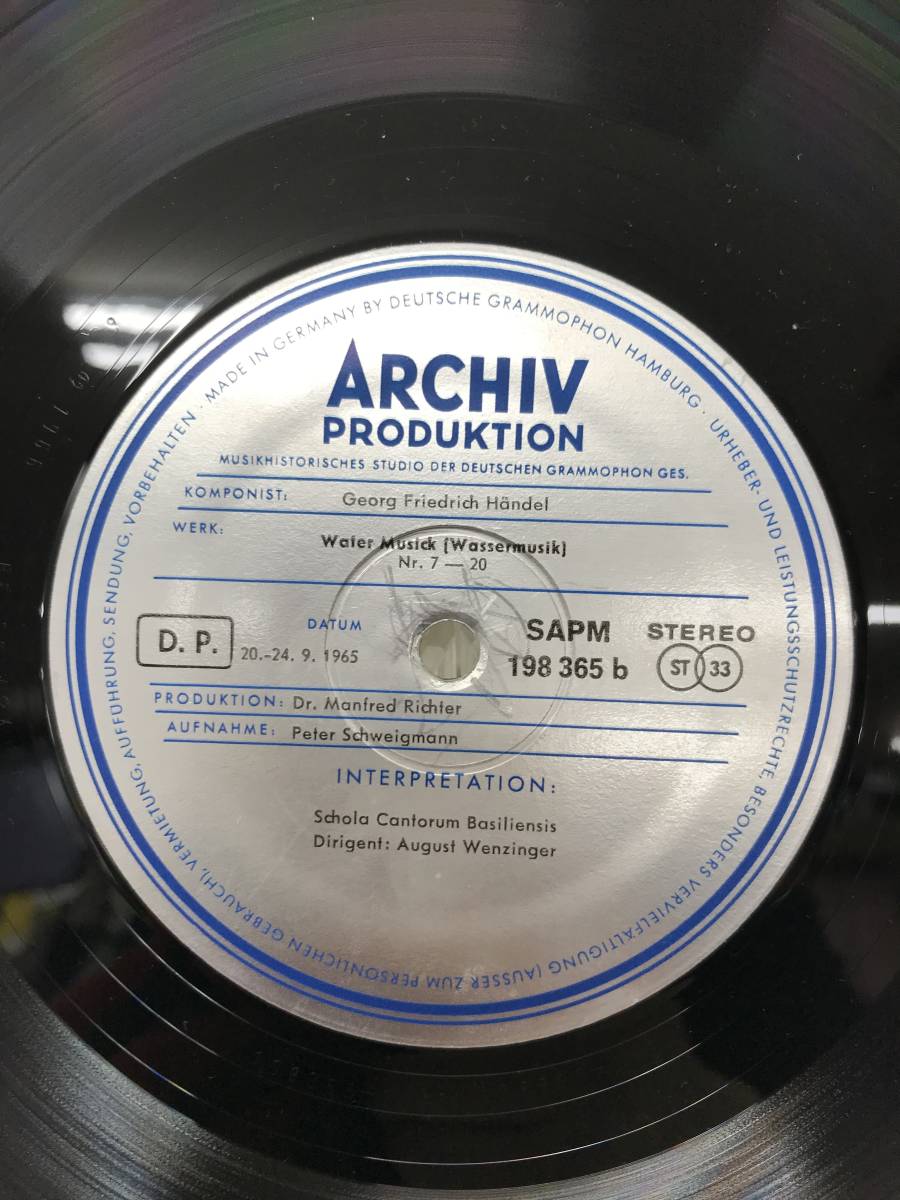 MADE IN GERMANY BY DEUTSCHE GRAMMOPHON HAMBURG · URHEBER- UND LEISTUNGSSCHUTZRECHTE, BESONDERS VERVIELFÄLTIGUNG (AUSSER ZUM PERSÖNLICHEN GEBRAUCH), VERMIETUNG, AUFFÜHRUNG, SENDUNG, VORBEHALTEN ·
ARCHIV
PRODUKTION
MUSIKHISTORISCHES STUDIO DER DEUTSCHEN GRAMMOPHON GES.
KOMPONIST: Georg Friedrich Händel
WERK: Water Musick (Wassermusik)
Nr. 7 — 20
D. P. DATUM 20.-24. 9. 1965
SAPM 198 365 b
STEREO
ST 33
PRODUKTION: Dr. Manfred Richter
AUFNAHME: Peter Schweigmann
INTERPRETATION:
Schola Cantorum Basiliensis
Dirigent: August Wenzinger